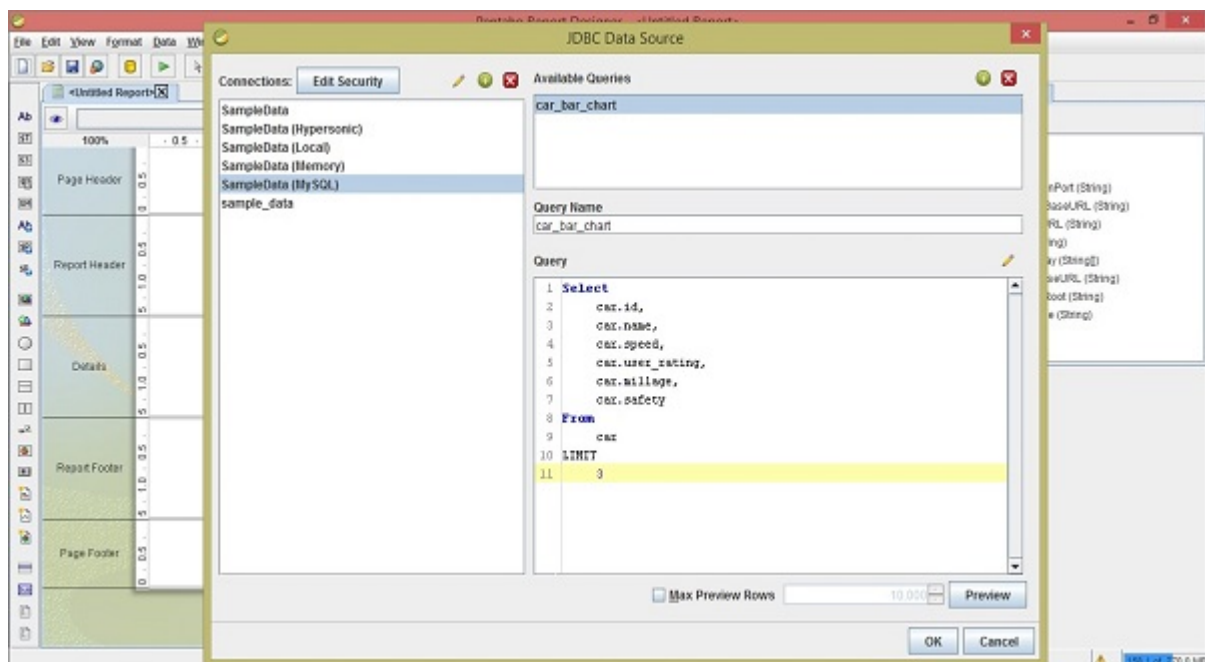 Pentaho Report Designer - <Untitled Report>
File Edit View Format Data
JDBC Data Source
<Untitled Report>
Connections:
Edit Security
SampleData
SampleData (Hypersonic)
SampleData (Local)
SampleData (Memory)
SampleData (MySQL)
sample_data
Available Queries
car_bar_chart
Query Name
car_bar_chart
Query
1 Select
2 car.id,
3 car.name,
4 car.speed,
5 car.user_rating,
6 car.millage,
7 car.safety
8 From
9 car
10 LIMIT
11 3
Max Preview Rows
10.000
Preview
OK
Cancel
100%
Page Header
Report Header
Details
Report Footer
Page Footer
nPort (String)
BaseURL (String)
RL (String)
ing)
ay (String[])
seURL (String)
Root (String)
e (String)